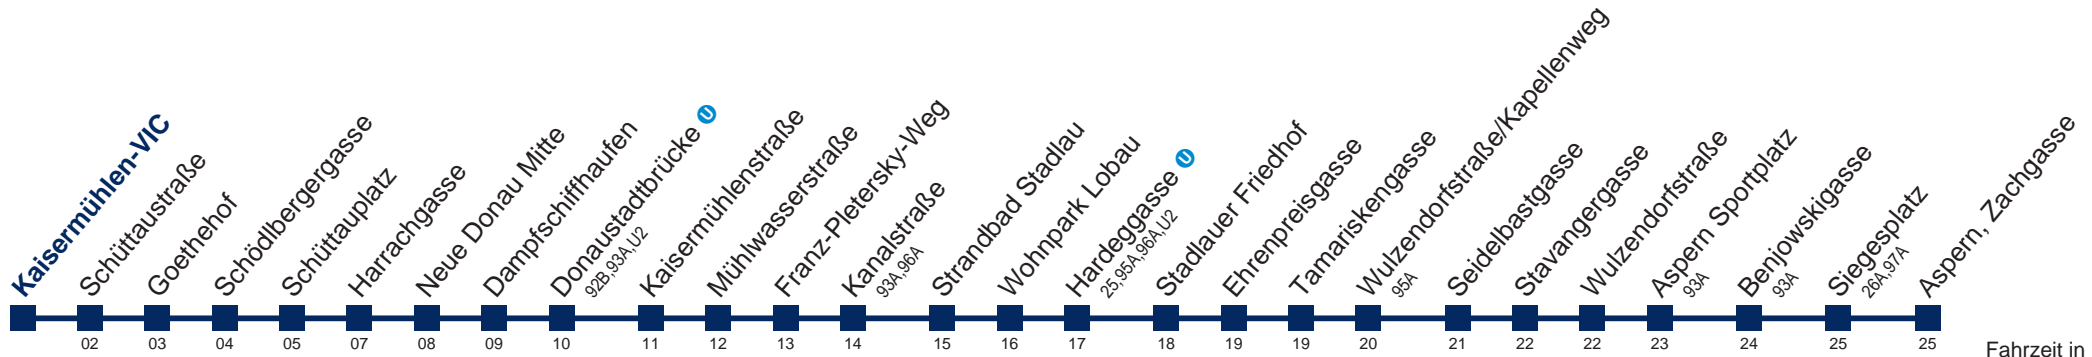 Kaisermühlen-VIC
Schüttaustraße
Goethehof
Schödlbergergasse
Schüttauplatz
Harrachgasse
Neue Donau Mitte
Dampfschiffhaufen
Donaustadtbrücke U
92B,93A,U2
Kaisermühlenstraße
Mühlwasserstraße
Franz-Pletersky-Weg
Kanalstraße
93A,96A
Strandbad Stadlau
Wohnpark Lobau
Hardeggasse U
25,95A,96A,U2
Stadlauer Friedhof
Ehrenpreisgasse
Tamariskengasse
Wulzendorfstraße/Kapellenweg
95A
Seidelbastgasse
Stavangergasse
Wulzendorfstraße
Aspern Sportplatz
93A
Benjowskigasse
93A
Siegesplatz
26A,97A
Aspern, Zachgasse
02 03 04 05 07 08 09 10 11 12 13 14 15 16 17 18 19 19 20 21 22 22 23 24 25 25
Fahrzeit in